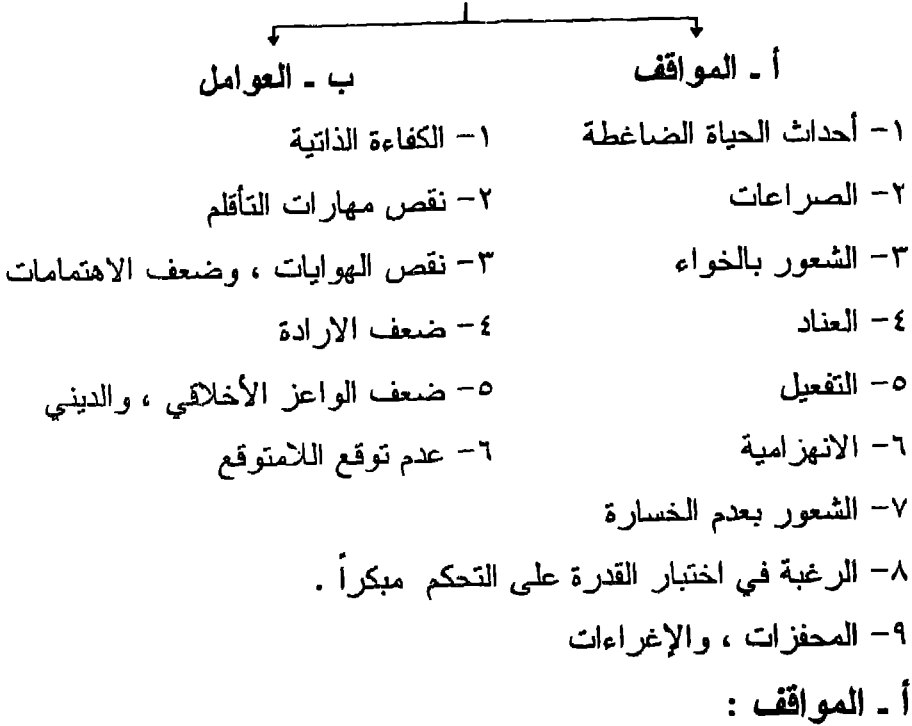 أ ـ المواقف
ب ـ العوامل
١- أحداث الحياة الضاغطة
١- الكفاءة الذاتية
٢- الصراعات
٢- نقص مهارات التأقلم
٣- الشعور بالخواء
٣- نقص الهوايات ، وضعف الاهتمامات
٤- العناد
٤- ضعف الارادة
٥- التفعيل
٥- ضعف الواعز الأخلاقي ، والديني
٦- الانهزامية
٦- عدم توقع اللامتوقع
٧- الشعور بعدم الخسارة
٨- الرغبة في اختبار القدرة على التحكم مبكراً .
٩- المحفزات ، والإغراءات
أ ـ المواقف :